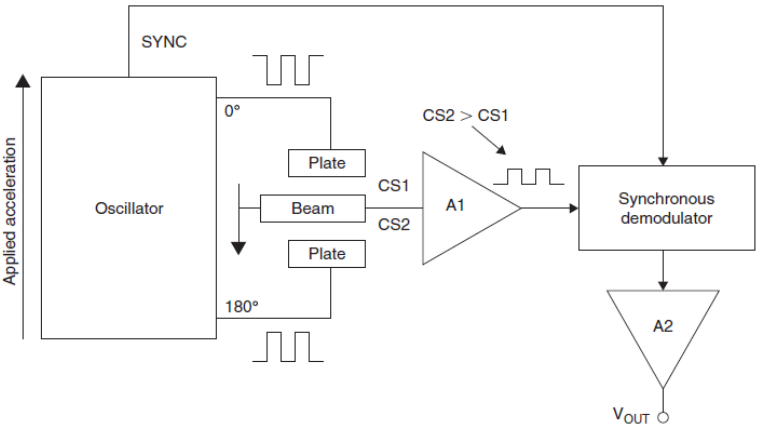 SYNC
0°
CS2 > CS1
Plate
CS1
Applied acceleration
Oscillator
Beam
A1
Synchronous
demodulator
CS2
Plate
180°
A2
VOUT